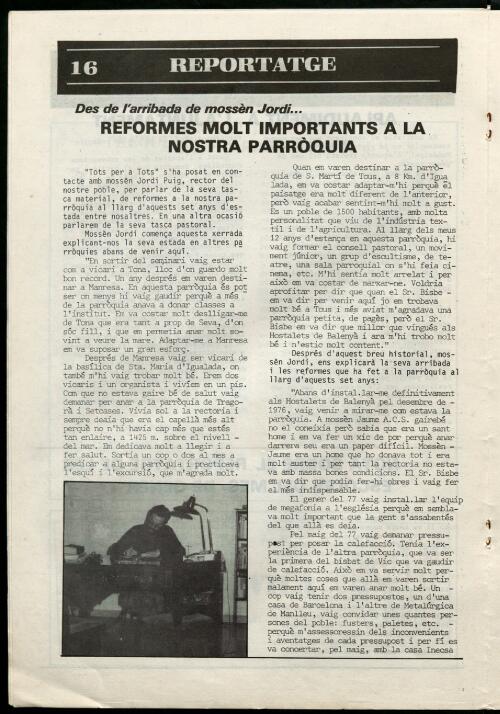 16 REPORTATGE
Des de l'arribada de mossèn Jordi...
REFORMES MOLT IMPORTANTS A LA
NOSTRA PARRÒQUIA
"Tots per a Tots" s'ha posat en con-
tacte amb mossèn Jordi Puig, rector del
nostre poble, per parlar de la seva tas-
ca material, de reformes a la nostra pa-
rròquia al llarg d'aquests set anys d'es-
tada entre nosaltres. En una altra ocasió
parlarem de la seva tasca pastoral.
Mossèn Jordi comença aquesta xerrada
explicant-nos la seva estada en altres pa
rròquies abans de venir aquí.
"En sortir del seminari vaig estar
com a vicari a Tona, lloc d'on guardo molt
bon record. Un any després em varen desti-
nar a Manresa. En aquesta parròquia és pot
ser on menys hi vaig gaudir perquè a més
de la parròquia anava a donar classes a
l'institut. Em va costar molt deslligar-me
de Tona que era tant a prop de Seva, d'on
sóc fill, i que em permetia anar molt so-
vint a veure la mare. Adaptar-me a Manresa
em va suposar un gran esforç.
Després de Manresa vaig ser vicari de
la basílica de Sta. Maria d'Igualada, on
també m'hi vaig trobar molt bé. Erem dos
vicaris i un organista i vivíem en un pis.
Com que no estava gaire bé de salut vaig
demanar per anar a la parròquia de Trago-
rà i Setoases. Vivia sol a la rectoria i
sempre deaía que era el capellà més alt
perquè no n'hi havia cap més que estés
tan enlaire, a 1425 m. sobre el nivell -
del mar. Em dedicava molt a llegir i a
fer salut. Sortia un cop o dos al mes a
predicar a alguna parròquia i practicava
l'esquí i l'excursió, que m'agrada molt.
Quan em varen destinar a la parrò-
quia de S. Martí de Tous, a 8 Km. d'Igua
lada, em va costar adaptar-m'hi perquè el
paisatge era molt diferent de l'anterior,
però vaig acabar sentint-m'hi molt a gust.
Es un poble de 1500 habitants, amb molta
personalitat que viu de l'indústria tex-
til i de l'agricultura. Al llarg dels meus
12 anys d'estança en aquesta parròquia, hi
vaig formar el consell pastoral, un movi-
ment júnior, un grup d'escultisme, de te-
atre, una sala parroquial on s'hi feia ci-
nema, etc. M'hi sentia molt arrelat i per
això em va costar de marxar-me. Voldria
aprofitar per dir que quan el Sr. Bisbe -
em va dir per venir aquí jo em trobava
molt bé a Tous i més aviat m'agradava una
parròquia petita, de pagès, però el Sr.
Bisbe em va dir que millor que vingués als
Hostalets de Balenyà i ara m'hi trobo molt
bé i n'estic molt content."
Després d'aquest breu historial, mos-
sèn Jordi, ens explicarà la seva arribada
i les reformes que ha fet a la parròquia al
llarg d'aquests set anys:
"Abans d'instal.lar-me definitivament
als Hostalets de Balenyà pel desembre de -
1976, vaig venir a mirar-me com estava la
parròquia. A mossèn Jaume A.C.S. gairebé
no el coneixia però sabia que era un sant
home i em va fer un xic de por perquè anar
darrera seu era un paper difícil. Mossèn -
Jaume era un home que ho donava tot i era
molt auster i per tant la rectoria no esta-
va amb massa bones condicions. El Sr. Bisbe
em va dir que podia fer-hi obres i vaig fer
el més indispensable.
El gener del 77 vaig instal.lar l'equip
de megafonia a l'església perquè em sembla-
va molt important que la gent s'assabentés
del que allà es deia.
Pel maig del 77 vaig demanar pressu-
post per posar la calefacció. Tenia l'ex-
periència de l'altra parròquia, que va ser
la primera del bisbat de Vic que va gaudir
de calefacció. Això em va servir molt per-
què moltes coses que allà em varen sortir
malament aquí em varen anar molt bé. Un -
cop vaig tenir dos pressupostos, un d'una
casa de Barcelona i l'altre de Metalúrgica
de Manlleu, vaig convidar unes quantes per-
sones del poble: fusters, paletes, etc. -
perquè m'assessoressin dels inconvenients
i aventatges de cada pressupost i per fi es
va concertar, pel maig, amb la casa Inecsa